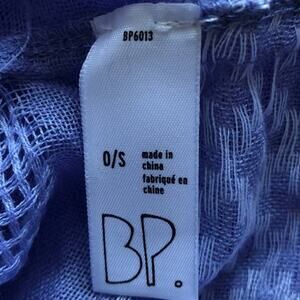 BP6013
O/S
made in
china
fabriqué en
chine
BP.